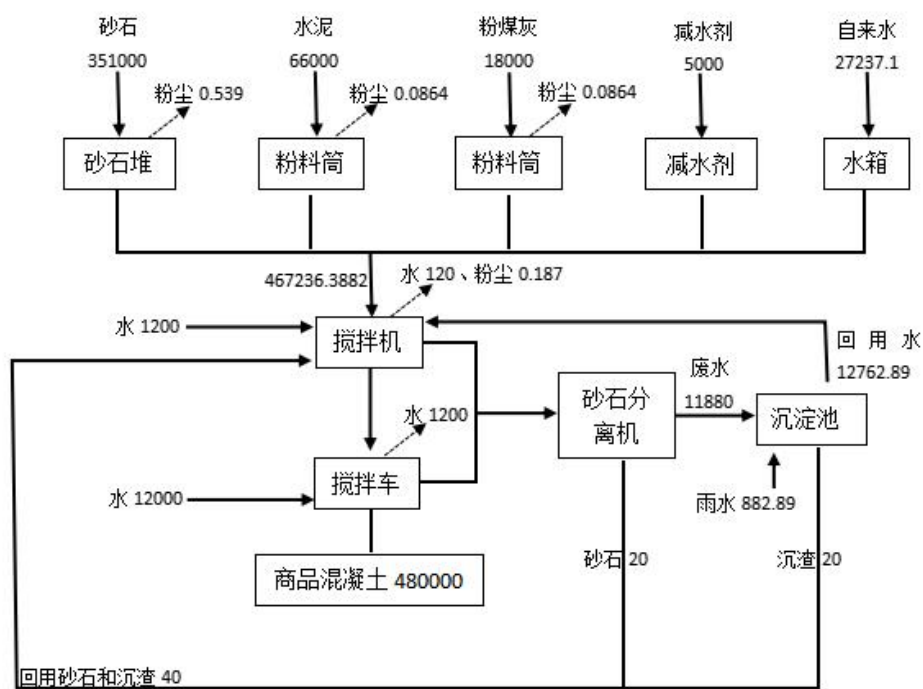 砂石
351000
水泥
66000
粉煤灰
18000
减水剂
5000
自来水
27237.1
粉尘 0.539
粉尘 0.0864
粉尘 0.0864
砂石堆
粉料筒
粉料筒
减水剂
水箱
467236.3882
水 120、粉尘 0.187
水 1200
搅拌机
回用水
12762.89
废水
11880
砂石分
离机
沉淀池
水 1200
搅拌车
水 12000
雨水 882.89
商品混凝土 480000
砂石 20
沉渣 20
回用砂石和沉渣 40